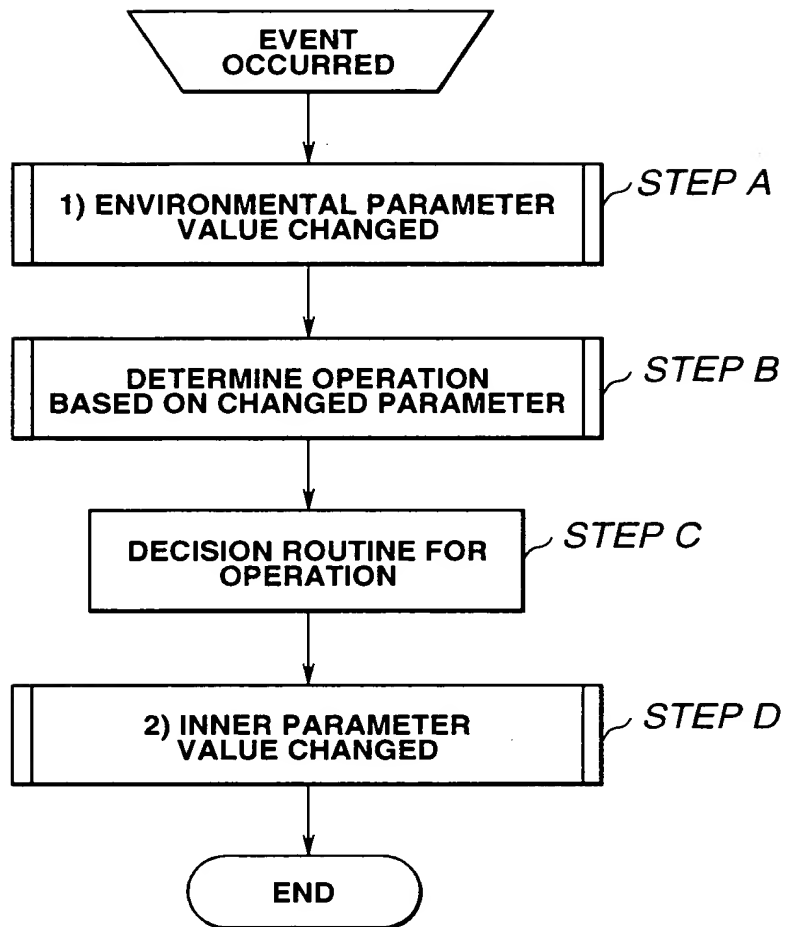 EVENT
OCCURRED
1) ENVIRONMENTAL PARAMETER
VALUE CHANGED
STEP A
DETERMINE OPERATION
BASED ON CHANGED PARAMETER
STEP B
DECISION ROUTINE FOR
OPERATION
STEP C
2) INNER PARAMETER
VALUE CHANGED
STEP D
END